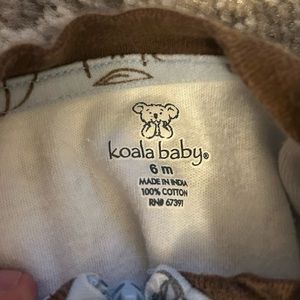 koala baby®
6 m
MADE IN INDIA
100% COTTON
RN# 67391